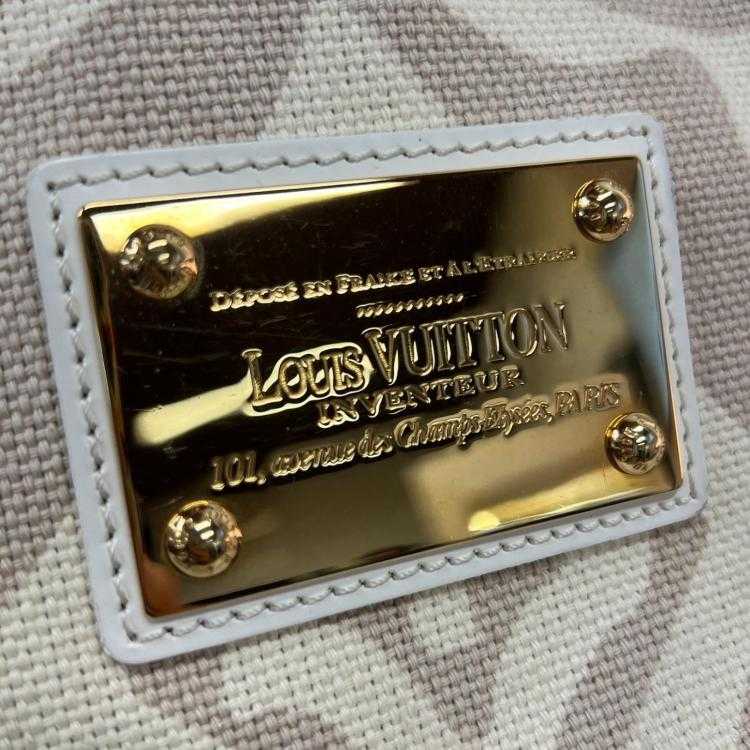 DÉPOSÉ EN FRANCE ET A L'ETRANGER
LOUIS VUITTON
INVENTEUR
101, avenue des Champs-Elysées, PARIS